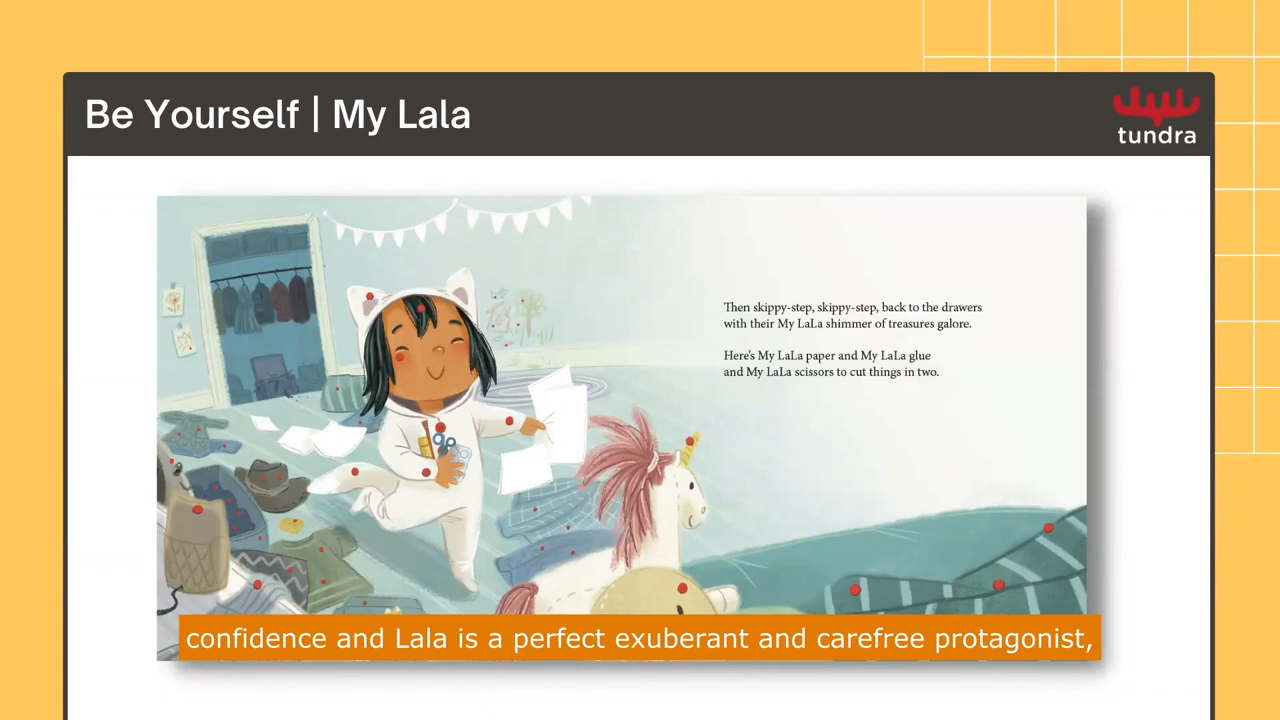 Be Yourself | My Lala
tundra
Then skippy-step, skippy-step, back to the drawers
with their My LaLa shimmer of treasures galore.
Here's My LaLa paper and My LaLa glue
and My LaLa scissors to cut things in two.
confidence and Lala is a perfect exuberant and carefree protagonist,